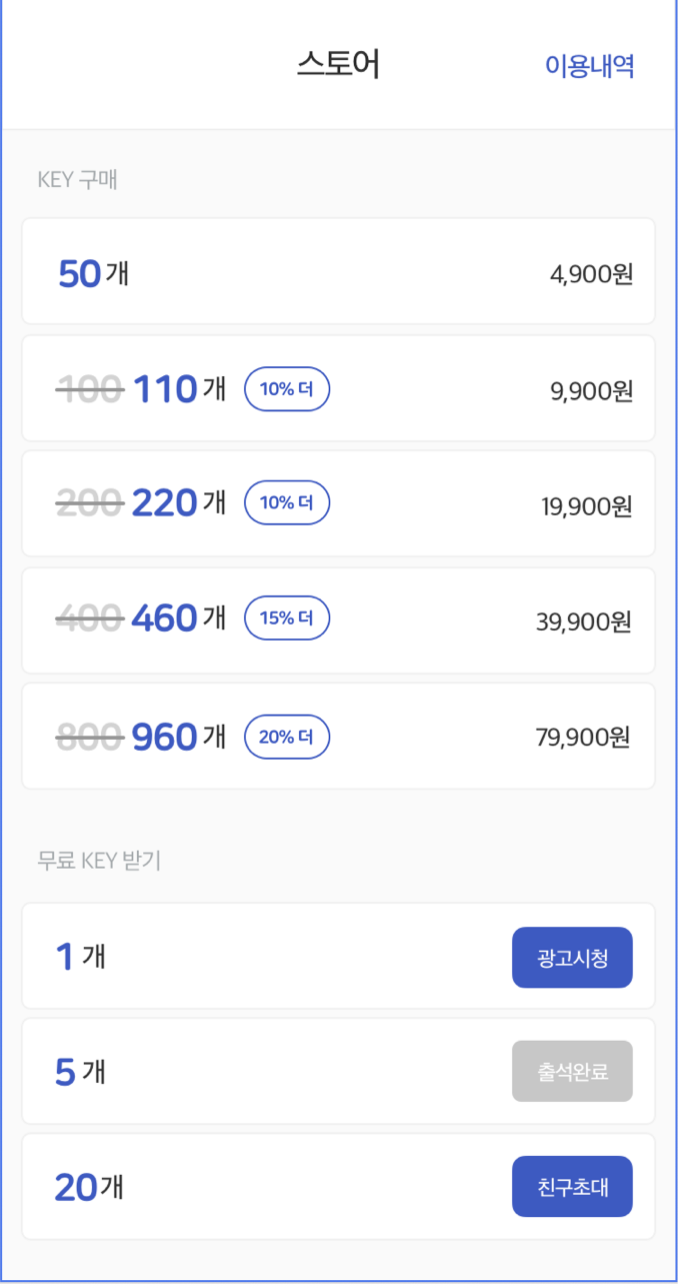 스토어 이용내역
KEY 구매
50개 4,900원
100 110개 10% 더 9,900원
200 220개 10% 더 19,900원
400 460개 15% 더 39,900원
800 960개 20% 더 79,900원
무료 KEY 받기
1 개 광고시청
5 개 출석완료
20개 친구초대